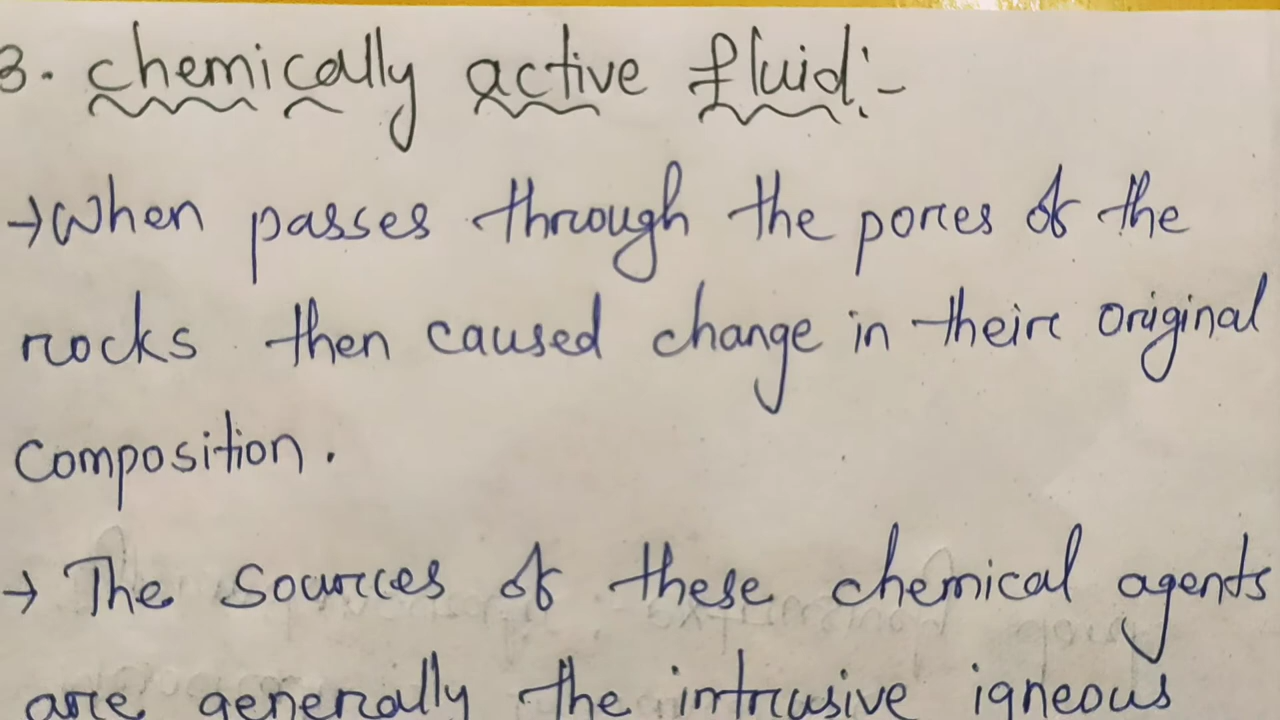 3. chemically active fluid:-
→ When passes through the pores of the
rocks then caused change in their original
composition.
→ The sources of these chemical agents
are generally the intrusive igneous